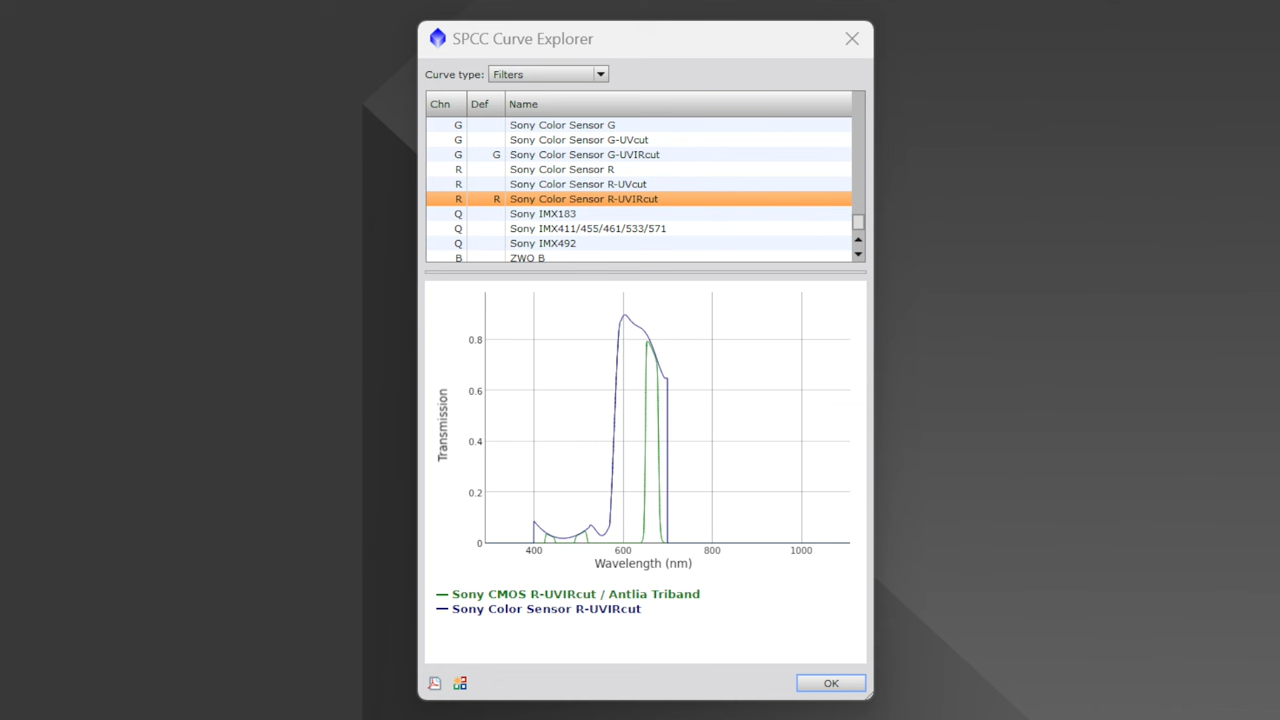 SPCC Curve Explorer
Curve type: Filters
Chn Def Name
G Sony Color Sensor G
G Sony Color Sensor G-UVcut
G G Sony Color Sensor G-UVIRcut
R Sony Color Sensor R
R Sony Color Sensor R-UVcut
R R Sony Color Sensor R-UVIRcut
Q Sony IMX183
Q Sony IMX411/455/461/533/571
Q Sony IMX492
B ZWO B
0.8
0.6
0.4
0.2
0
Transmission
400 600 800 1000
Wavelength (nm)
Sony CMOS R-UVIRcut / Antlia Triband
Sony Color Sensor R-UVIRcut
OK